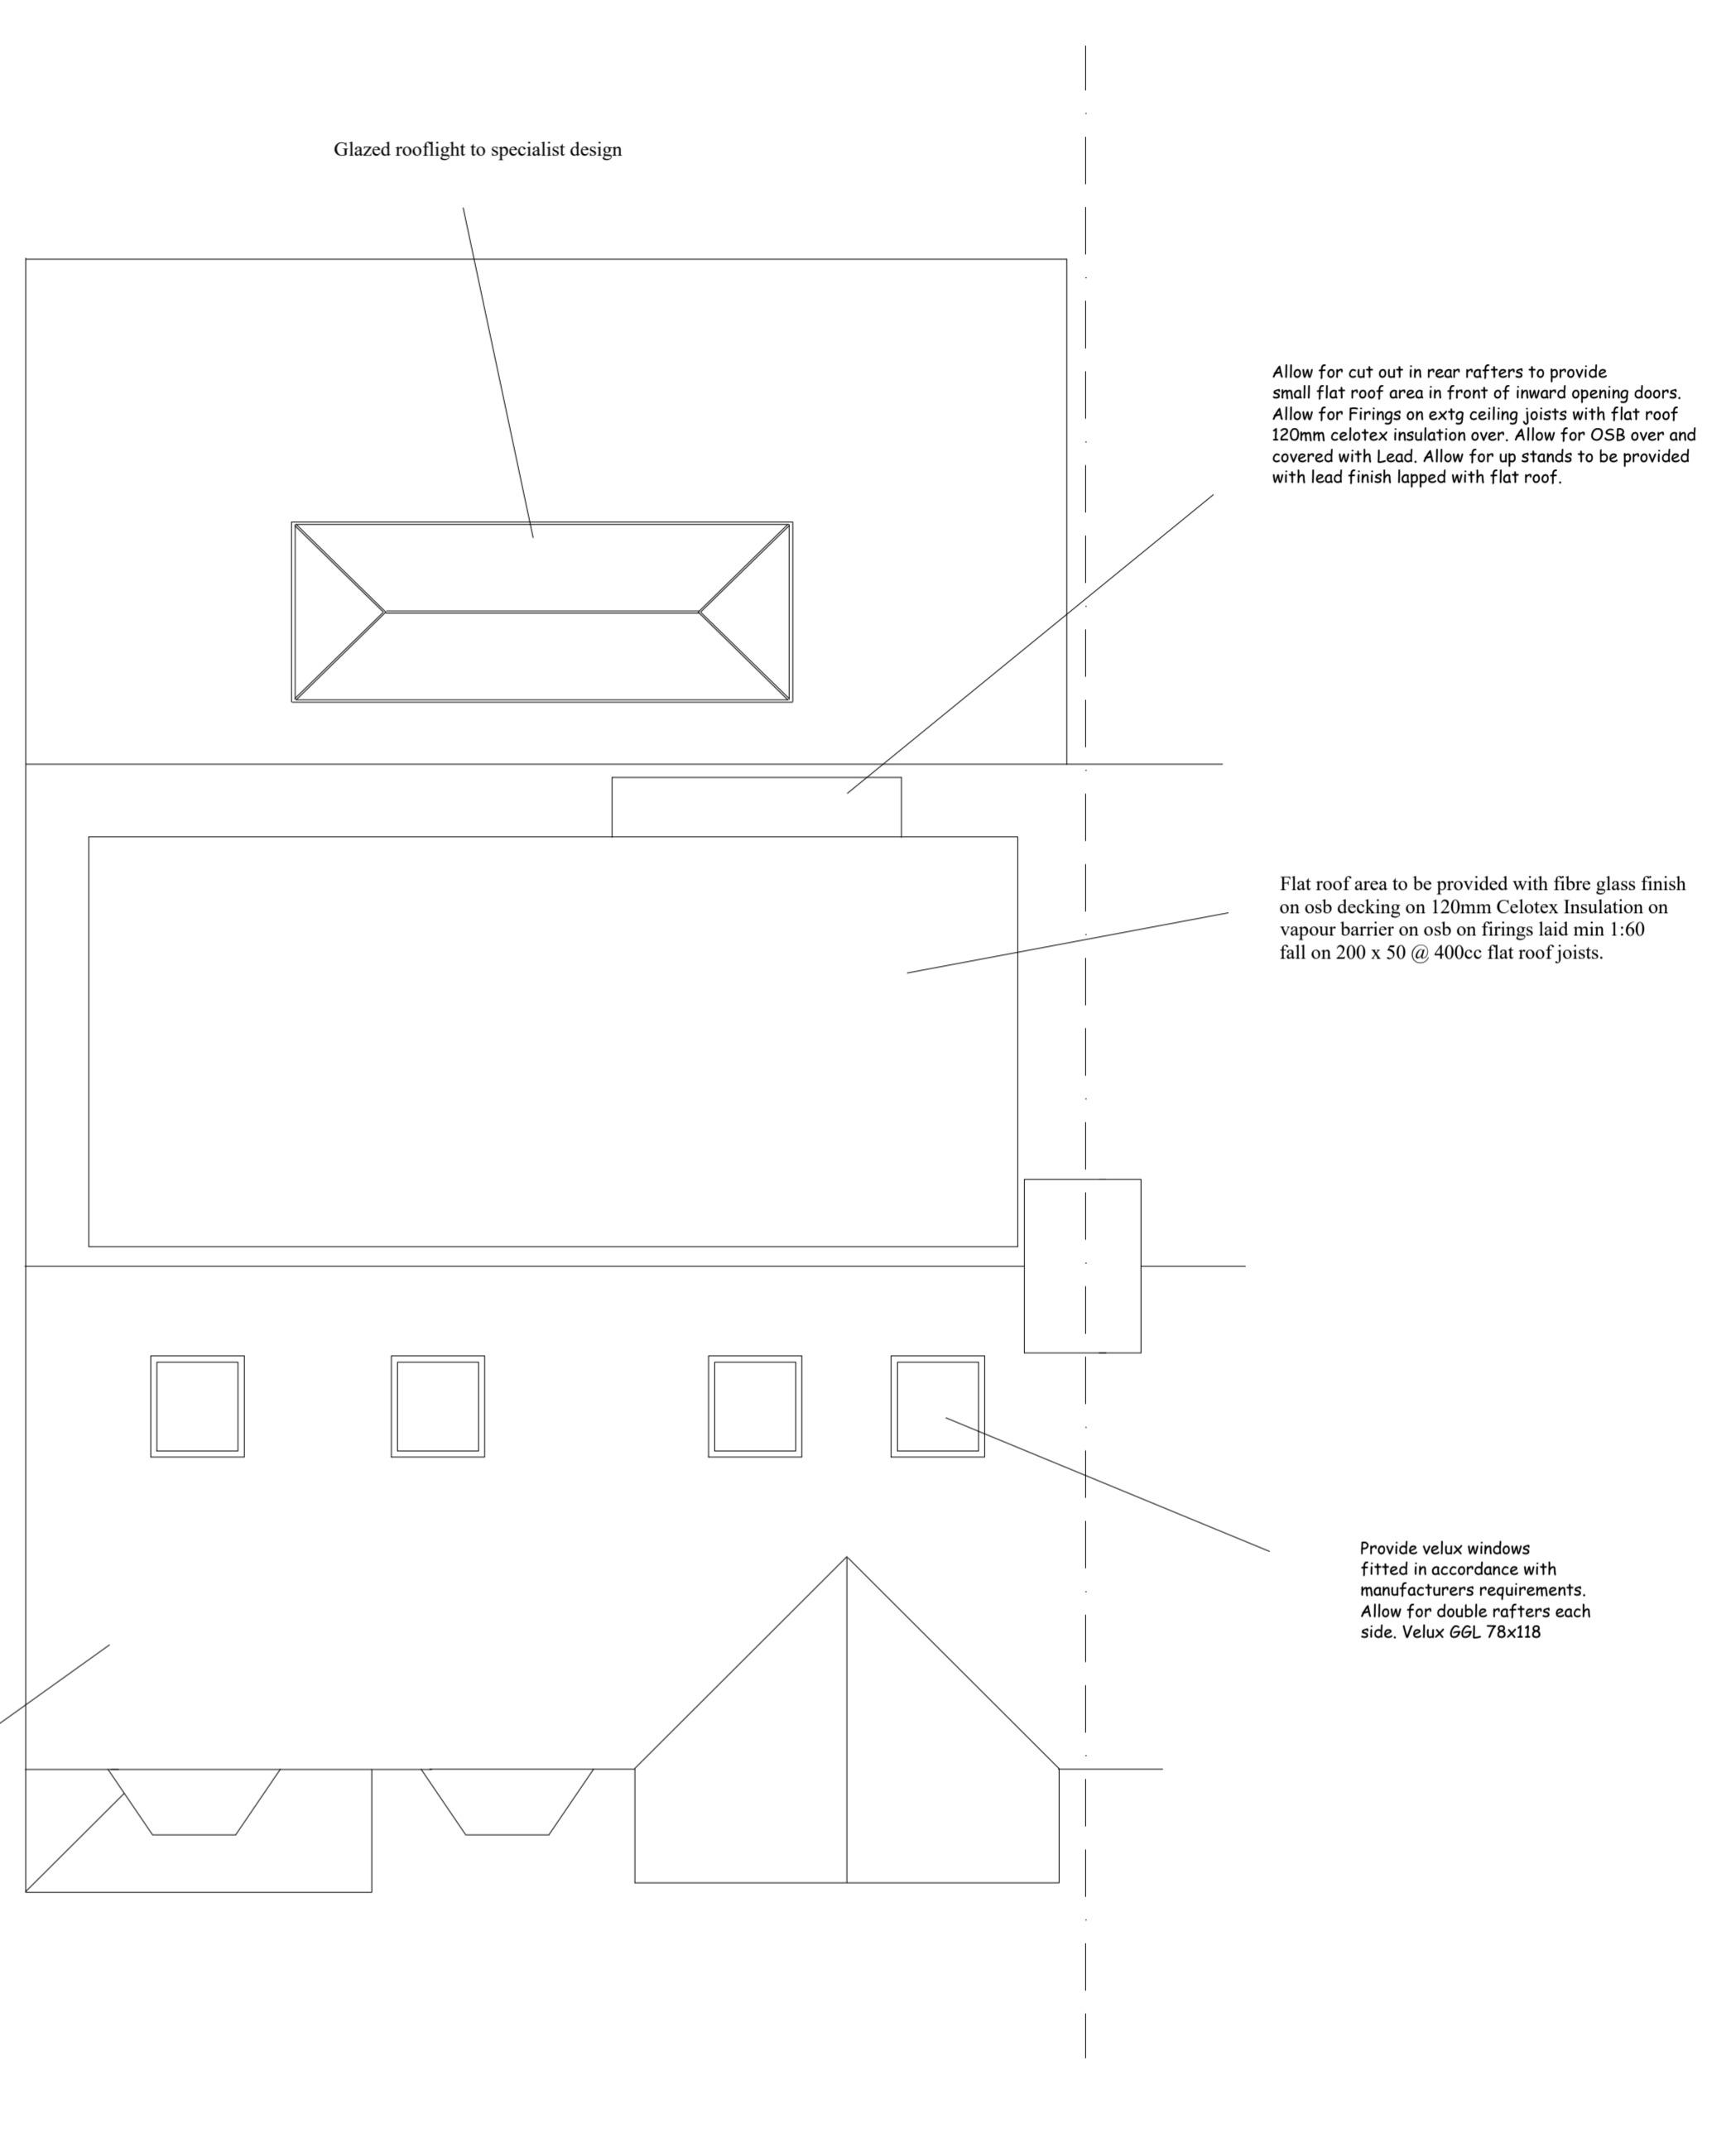 Glazed rooflight to specialist design
Allow for cut out in rear rafters to provide
small flat roof area in front of inward opening doors.
Allow for Firings on extg ceiling joists with flat roof
120mm celotex insulation over. Allow for OSB over and
covered with Lead. Allow for up stands to be provided
with lead finish lapped with flat roof.
Flat roof area to be provided with fibre glass finish
on osb decking on 120mm Celotex Insulation on
vapour barrier on osb on firings laid min 1:60
fall on 200 x 50 @ 400cc flat roof joists.
Provide velux windows
fitted in accordance with
manufacturers requirements.
Allow for double rafters each
side. Velux GGL 78x118